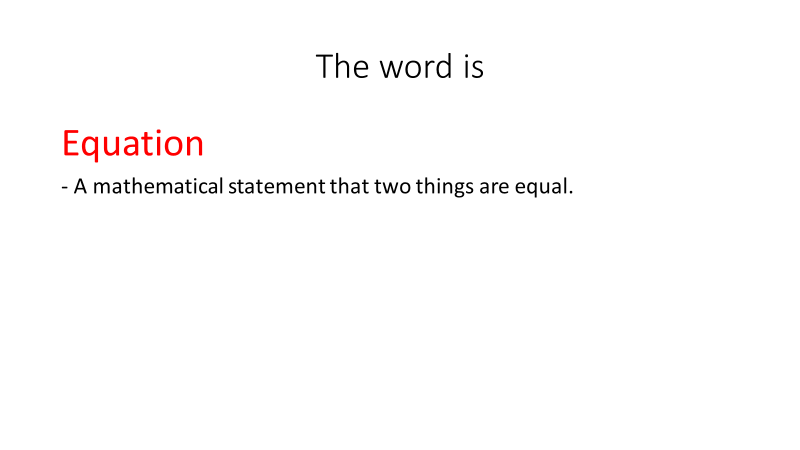 The word is
Equation
- A mathematical statement that two things are equal.